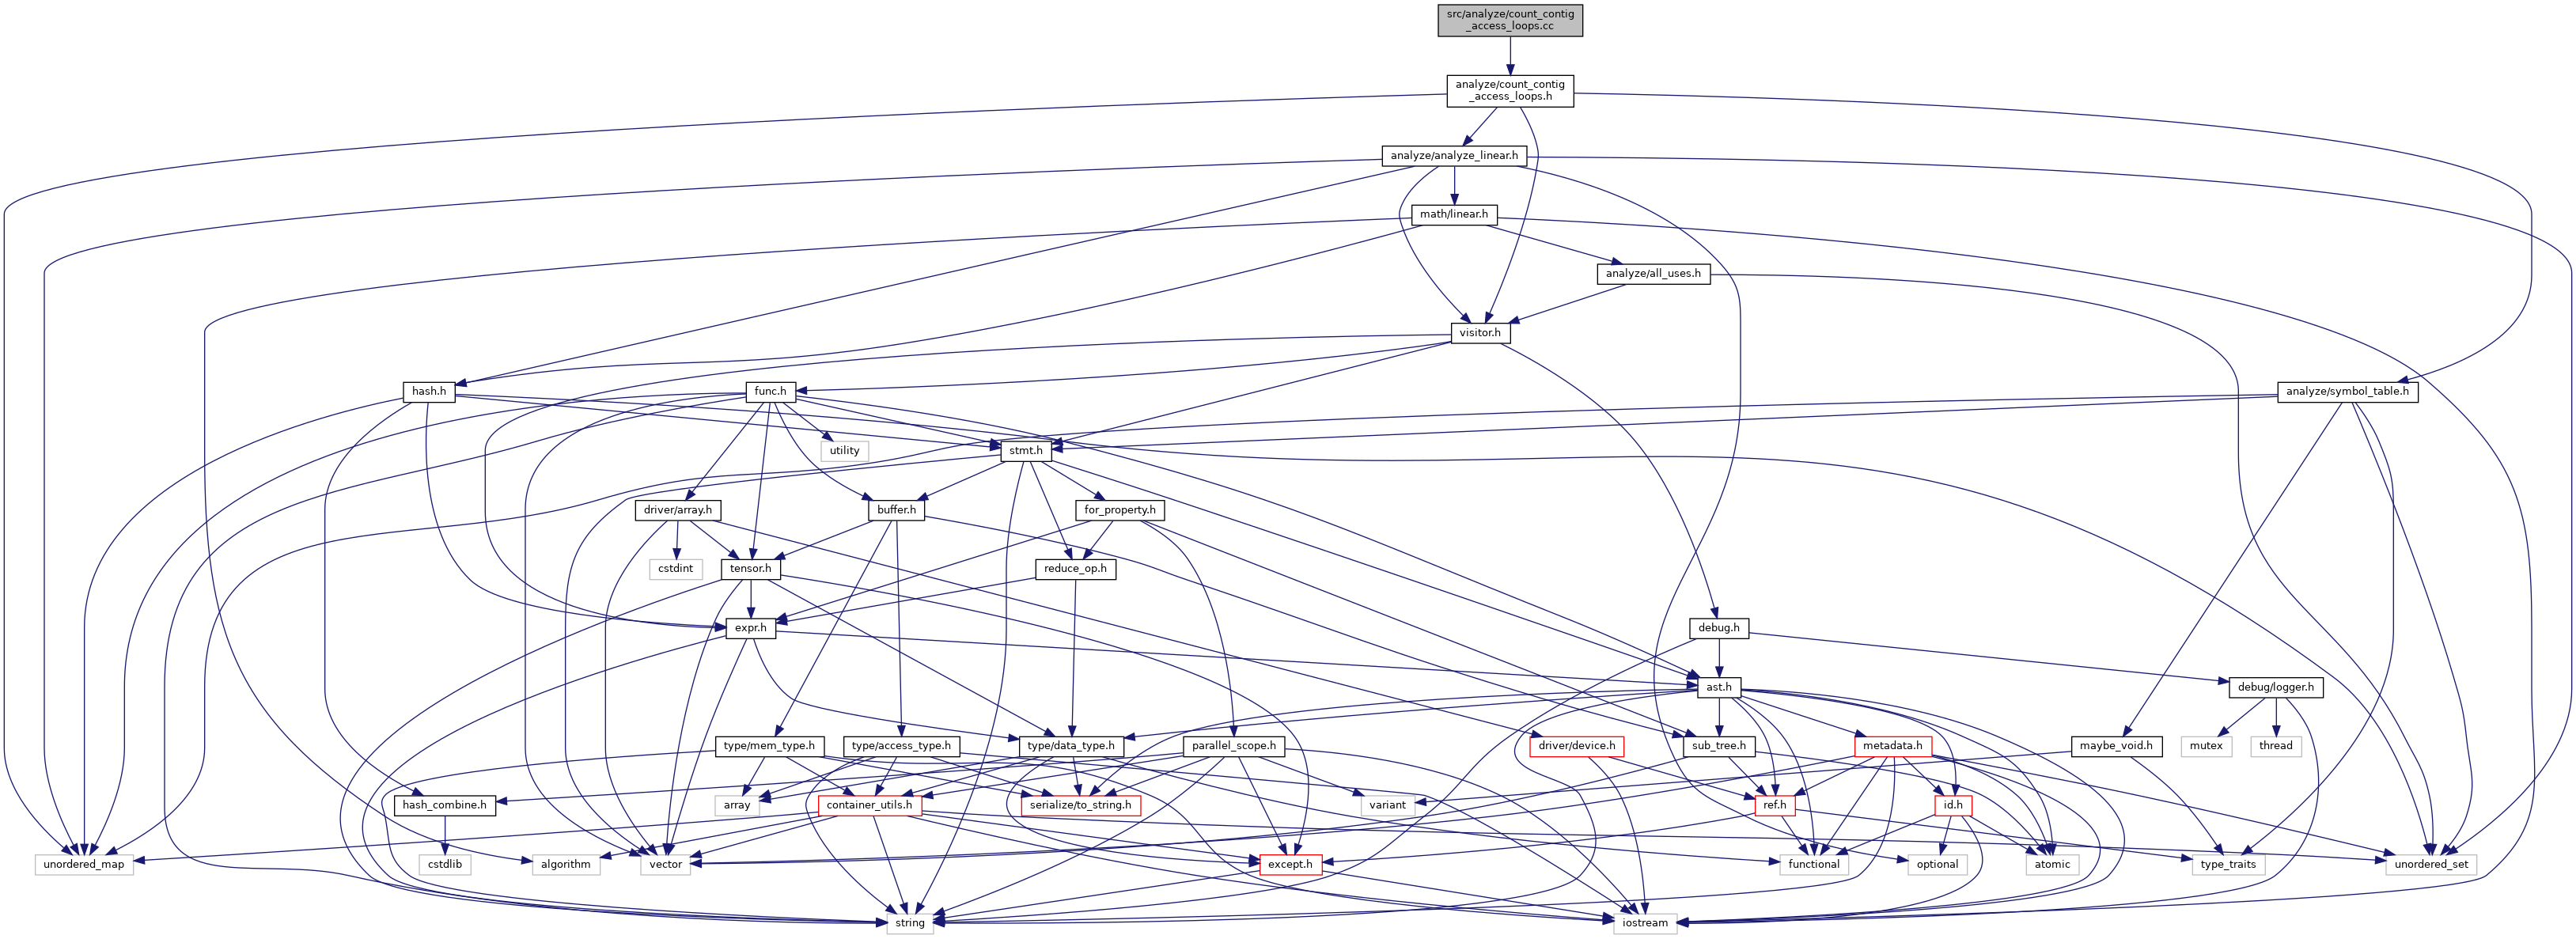 src/analyze/count_contig
_access_loops.cc
analyze/count_contig
_access_loops.h
analyze/analyze_linear.h
math/linear.h
analyze/all_uses.h
visitor.h
hash.h
func.h
analyze/symbol_table.h
utility
stmt.h
driver/array.h
buffer.h
for_property.h
cstdint
tensor.h
reduce_op.h
expr.h
debug.h
ast.h
debug/logger.h
type/mem_type.h
type/access_type.h
type/data_type.h
parallel_scope.h
driver/device.h
sub_tree.h
metadata.h
maybe_void.h
mutex
thread
hash_combine.h
array
container_utils.h
serialize/to_string.h
variant
ref.h
id.h
unordered_map
cstdlib
algorithm
vector
except.h
functional
optional
atomic
type_traits
unordered_set
string
iostream